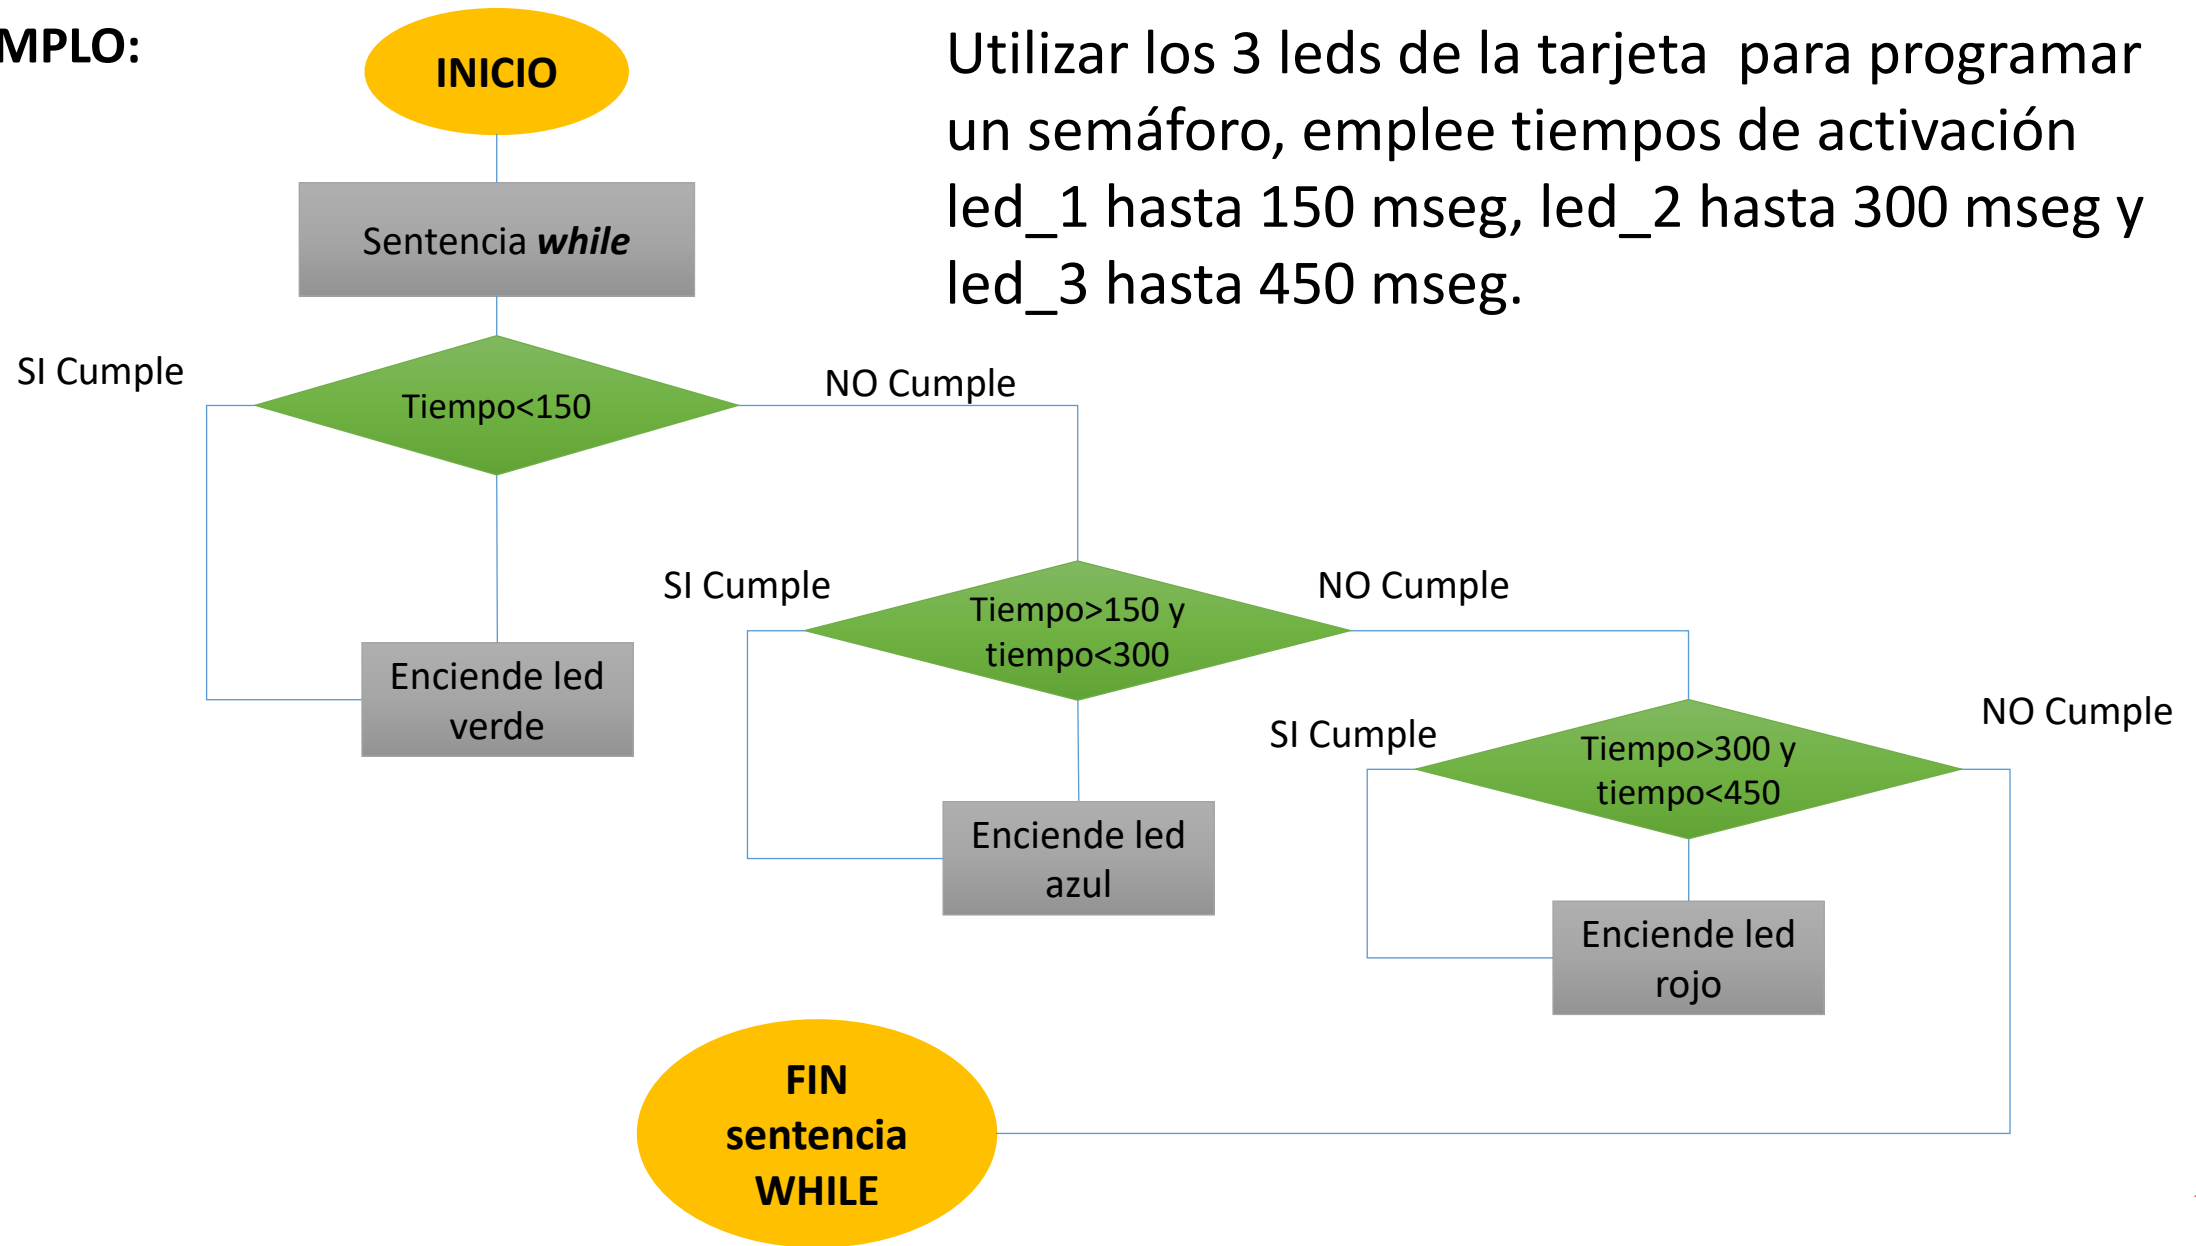 MPLO:
INICIO
Utilizar los 3 leds de la tarjeta para programar
un semáforo, emplee tiempos de activación
led_1 hasta 150 mseg, led_2 hasta 300 mseg y
led_3 hasta 450 mseg.
Sentencia while
SI Cumple
Tiempo<150
NO Cumple
SI Cumple
Tiempo>150 y
tiempo<300
NO Cumple
Enciende led
verde
SI Cumple
Tiempo>300 y
tiempo<450
NO Cumple
Enciende led
azul
Enciende led
rojo
FIN
sentencia
WHILE